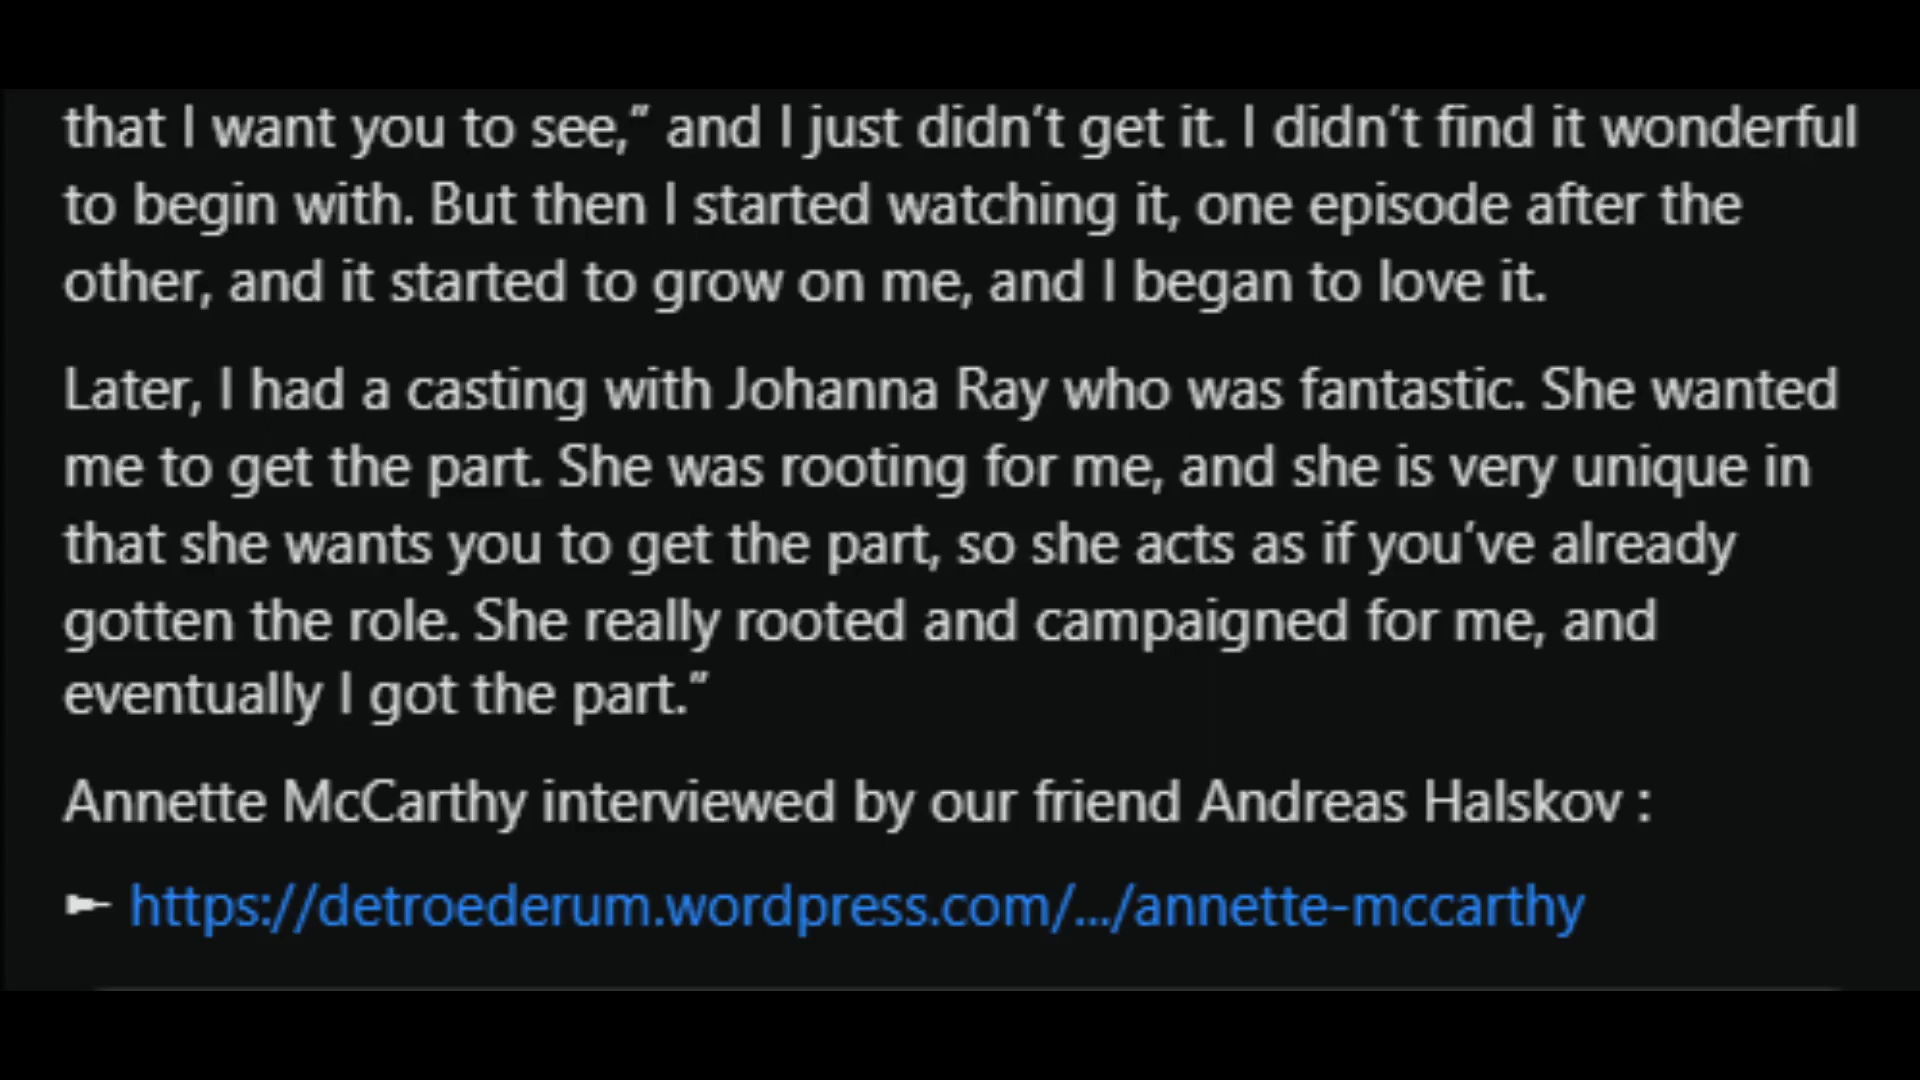 that I want you to see,” and I just didn’t get it. I didn’t find it wonderful
to begin with. But then I started watching it, one episode after the
other, and it started to grow on me, and I began to love it.
Later, I had a casting with Johanna Ray who was fantastic. She wanted
me to get the part. She was rooting for me, and she is very unique in
that she wants you to get the part, so she acts as if you’ve already
gotten the role. She really rooted and campaigned for me, and
eventually I got the part.”
Annette McCarthy interviewed by our friend Andreas Halskov :
► https://detroederum.wordpress.com/.../annette-mccarthy